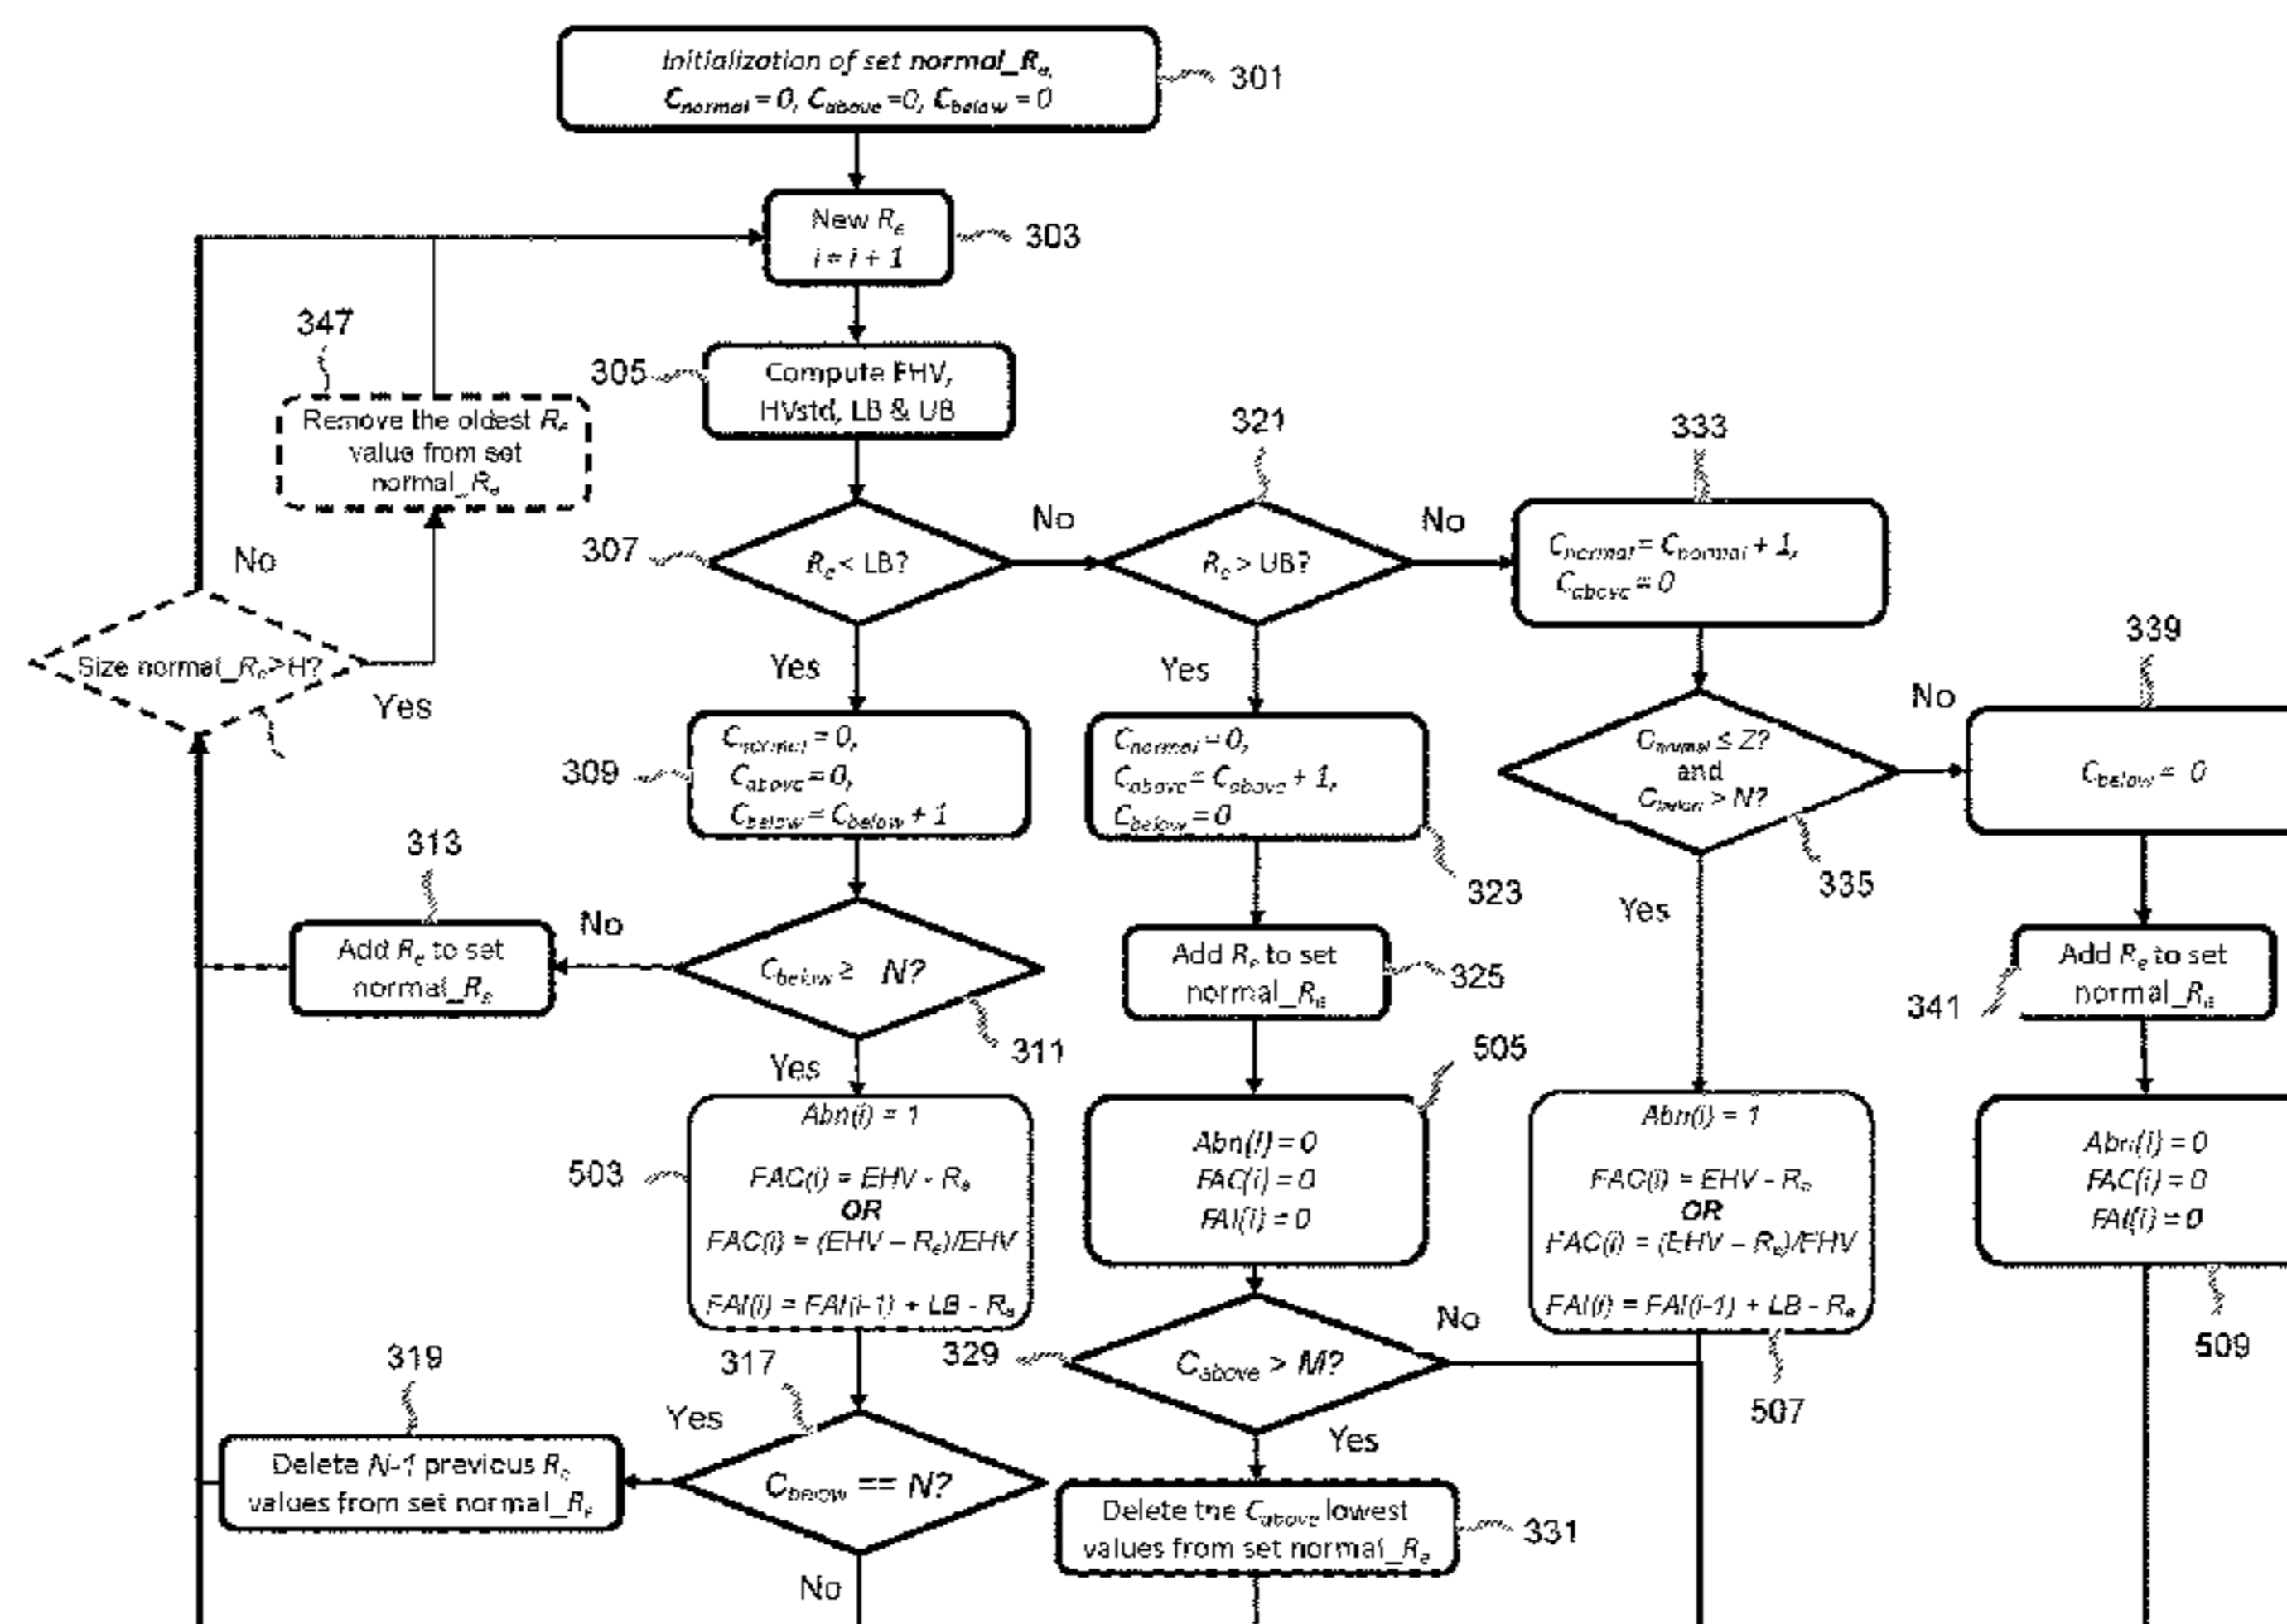 Initialization of set normal_Re,
Cnormal = 0, Cabove =0, Cbelow = 0
301
New Re
i = i + 1
303
347
Remove the oldest Re
value from set
normal_Re
305
Compute EHV,
HVstd, LB & UB
321
333
No
307
Re < LB?
No
Re > UB?
No
Cnormal = Cnormal + 1,
Cabove = 0
Size normal_Re>H?
Yes
Yes
Yes
339
No
309
Cnormal = 0,
Cabove = 0,
Cbelow = Cbelow + 1
Cnormal = 0,
Cabove = Cabove + 1,
Cbelow = 0
323
Cnormal ≤ Z?
and
Cbelow > N?
335
Cbelow = 0
313
Add Re to set
normal_Re
No
Cbelow ≥ N?
311
Add Re to set
normal_Re
325
Yes
Add Re to set
normal_Re
341
Yes
505
503
Abn(i) = 1
FAC(i) = EHV - Re
OR
FAC(i) = (EHV – Re)/EHV
FAI(i) = FAI(i-1) + LB - Re
Abn(i) = 0
FAC(i) = 0
FAI(i) = 0
Abn(i) = 1
FAC(i) = EHV - Re
OR
FAC(i) = (EHV – Re)/EHV
FAI(i) = FAI(i-1) + LB - Re
507
Abn(i) = 0
FAC(i) = 0
FAI(i) = 0
509
319
317
329
Cabove > M?
No
Yes
Delete N-1 previous Re
values from set normal_Re
Yes
Cbelow == N?
No
Delete the Cabove lowest
values from set normal_Re
331